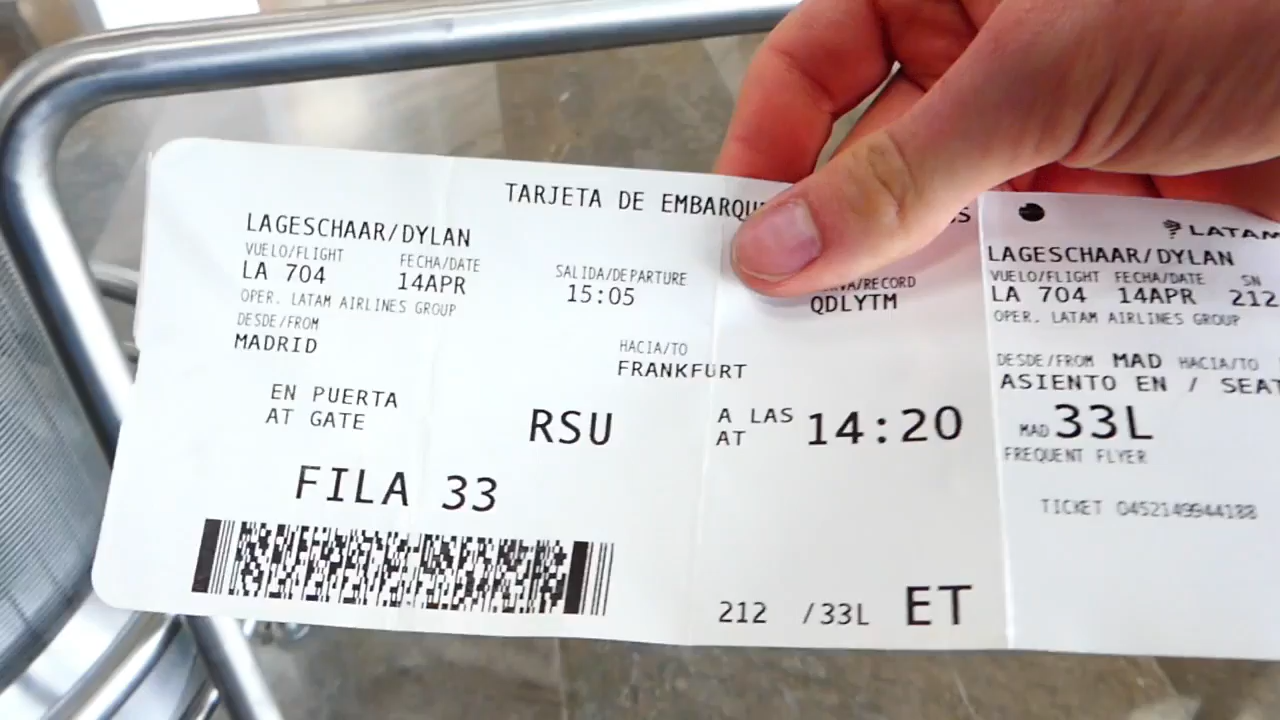 TARJETA DE EMBARQUE
LAGESCHAAR/DYLAN
VUELO/FLIGHT FECHA/DATE SALIDA/DEPARTURE
LA 704 14APR 15:05
OPER. LATAM AIRLINES GROUP
DESDE/FROM
MADRID
HACIA/TO
FRANKFURT
EN PUERTA
AT GATE
RSU
A LAS
AT
14:20
FILA 33
/RECORD
QDLYTM
212 /33L ET
LATAM
LAGESCHAAR/DYLAN
VUELO/FLIGHT FECHA/DATE SN
LA 704 14APR 212
OPER. LATAM AIRLINES GROUP
DESDE/FROM MAD HACIA/TO
ASIENTO EN / SEAT
MAD 33L
FREQUENT FLYER
TICKET 0452149944188